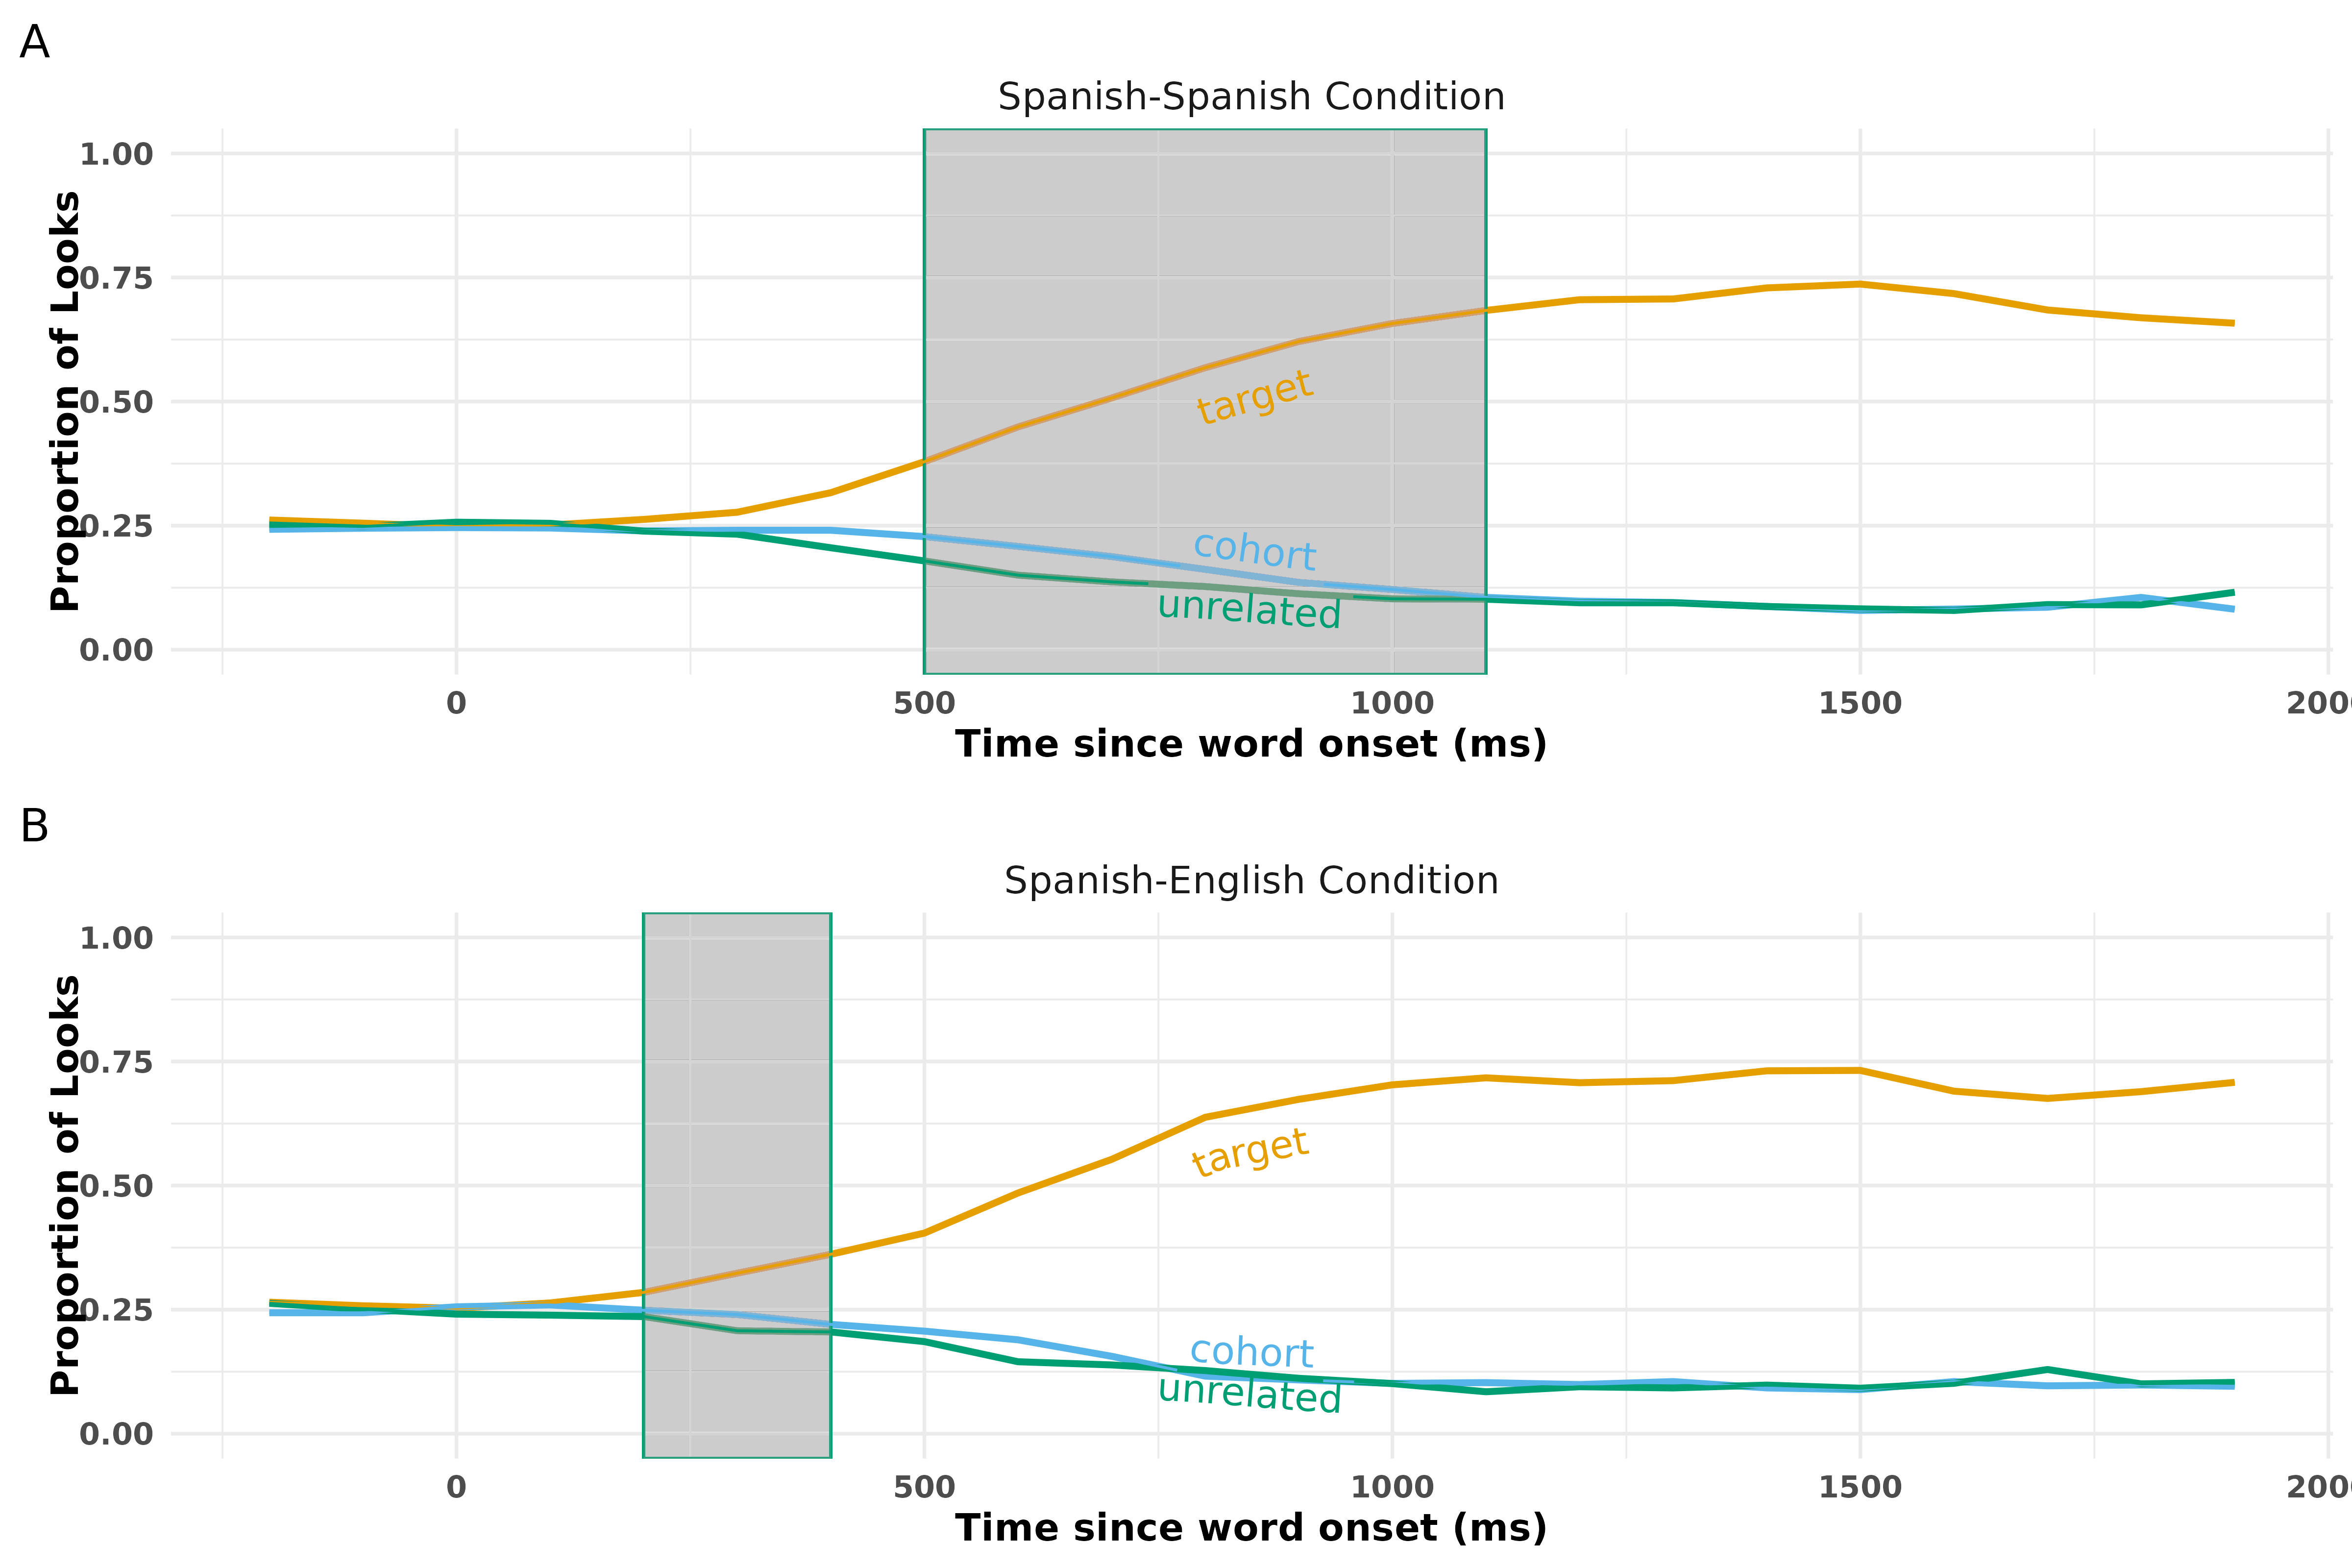 A
Spanish-Spanish Condition
Proportion of Looks
1.00
0.75
0.50
0.25
0.00
target
cohort
unrelated
0 500 1000 1500 200
Time since word onset (ms)
B
Spanish-English Condition
Proportion of Looks
1.00
0.75
0.50
0.25
0.00
target
cohort
unrelated
0 500 1000 1500 200
Time since word onset (ms)